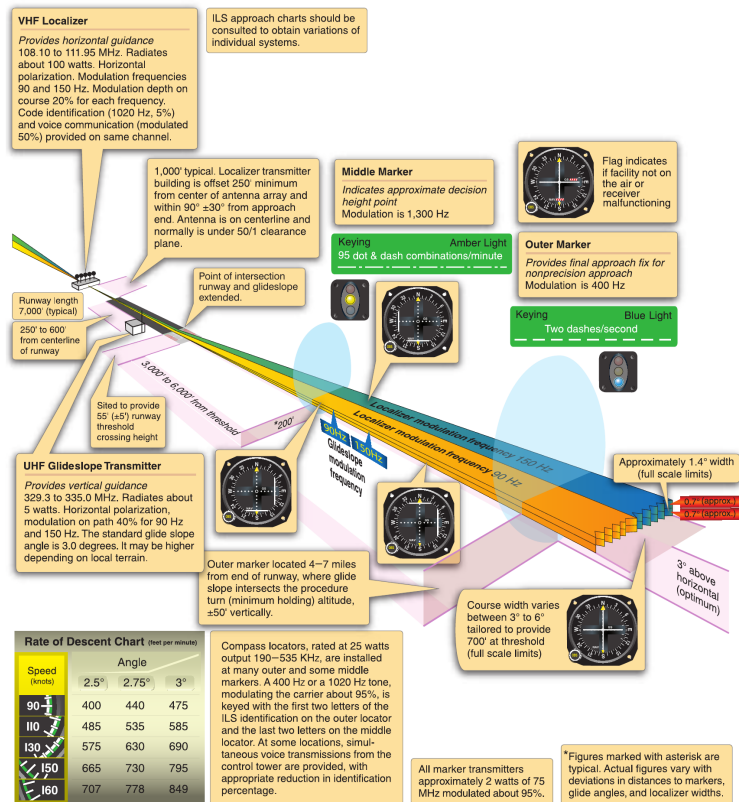 VHF Localizer
Provides horizontal guidance
108.10 to 111.95 MHz. Radiates
about 100 watts. Horizontal
polarization. Modulation frequencies
90 and 150 Hz. Modulation depth on
course 20% for each frequency.
Code identification (1020 Hz, 5%)
and voice communication (modulated
50%) provided on same channel.
ILS approach charts should be
consulted to obtain variations of
individual systems.
1,000' typical. Localizer transmitter
building is offset 250' minimum
from center of antenna array and
within 90° ±30° from approach
end. Antenna is on centerline and
normally is under 50/1 clearance
plane.
Middle Marker
Indicates approximate decision
height point
Modulation is 1,300 Hz
Keying Amber Light
95 dot & dash combinations/minute
Flag indicates
if facility not on
the air or
receiver
malfunctioning
Outer Marker
Provides final approach fix for
nonprecision approach
Modulation is 400 Hz
Keying Blue Light
Two dashes/second
Point of intersection
runway and glideslope
extended.
Runway length
7,000' (typical)
250' to 600'
from centerline
of runway
Sited to provide
55' (±5') runway
threshold
crossing height
3,000' to 6,000' from threshold
*200'
90Hz 150Hz
Glideslope
modulation
frequency
Localizer modulation frequency 150 Hz
Localizer modulation frequency 90 Hz
Approximately 1.4° width
(full scale limits)
0.7° (approx.)
0.7° (approx.)
3° above
horizontal
(optimum)
UHF Glideslope Transmitter
Provides vertical guidance
329.3 to 335.0 MHz. Radiates about
5 watts. Horizontal polarization,
modulation on path 40% for 90 Hz
and 150 Hz. The standard glide slope
angle is 3.0 degrees. It may be higher
depending on local terrain.
Outer marker located 4–7 miles
from end of runway, where glide
slope intersects the procedure
turn (minimum holding) altitude,
±50' vertically.
Course width varies
between 3° to 6°
tailored to provide
700' at threshold
(full scale limits)
Rate of Descent Chart (feet per minute)
Speed
(knots)
Angle
2.5° 2.75° 3°
90 400 440 475
110 485 535 585
130 575 630 690
150 665 730 795
160 707 778 849
Compass locators, rated at 25 watts
output 190–535 KHz, are installed
at many outer and some middle
markers. A 400 Hz or a 1020 Hz tone,
modulating the carrier about 95%, is
keyed with the first two letters of the
ILS identification on the outer locator
and the last two letters on the middle
locator. At some locations, simul-
taneous voice transmissions from the
control tower are provided, with
appropriate reduction in identification
percentage.
All marker transmitters
approximately 2 watts of 75
MHz modulated about 95%.
*Figures marked with asterisk are
typical. Actual figures vary with
deviations in distances to markers,
glide angles, and localizer widths.